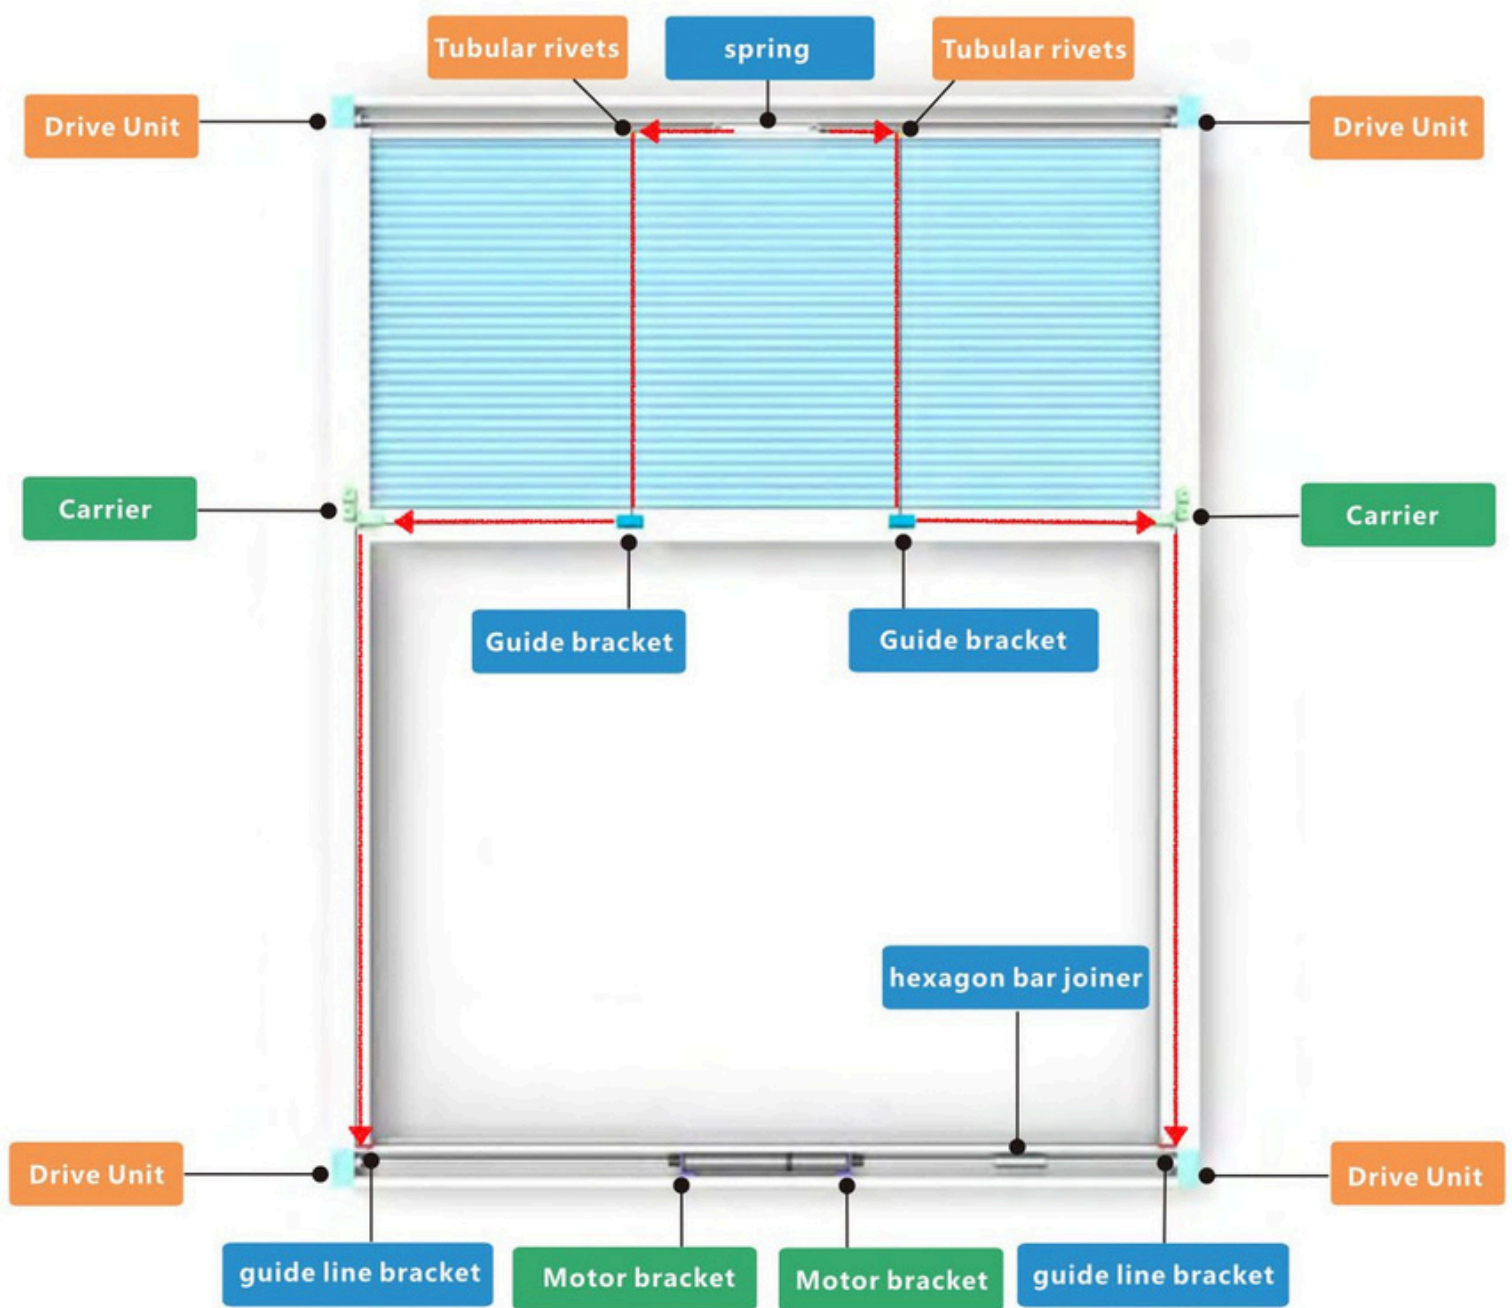 Tubular rivets
spring
Tubular rivets
Drive Unit
Drive Unit
Carrier
Carrier
Guide bracket
Guide bracket
hexagon bar joiner
Drive Unit
Drive Unit
guide line bracket
Motor bracket
Motor bracket
guide line bracket